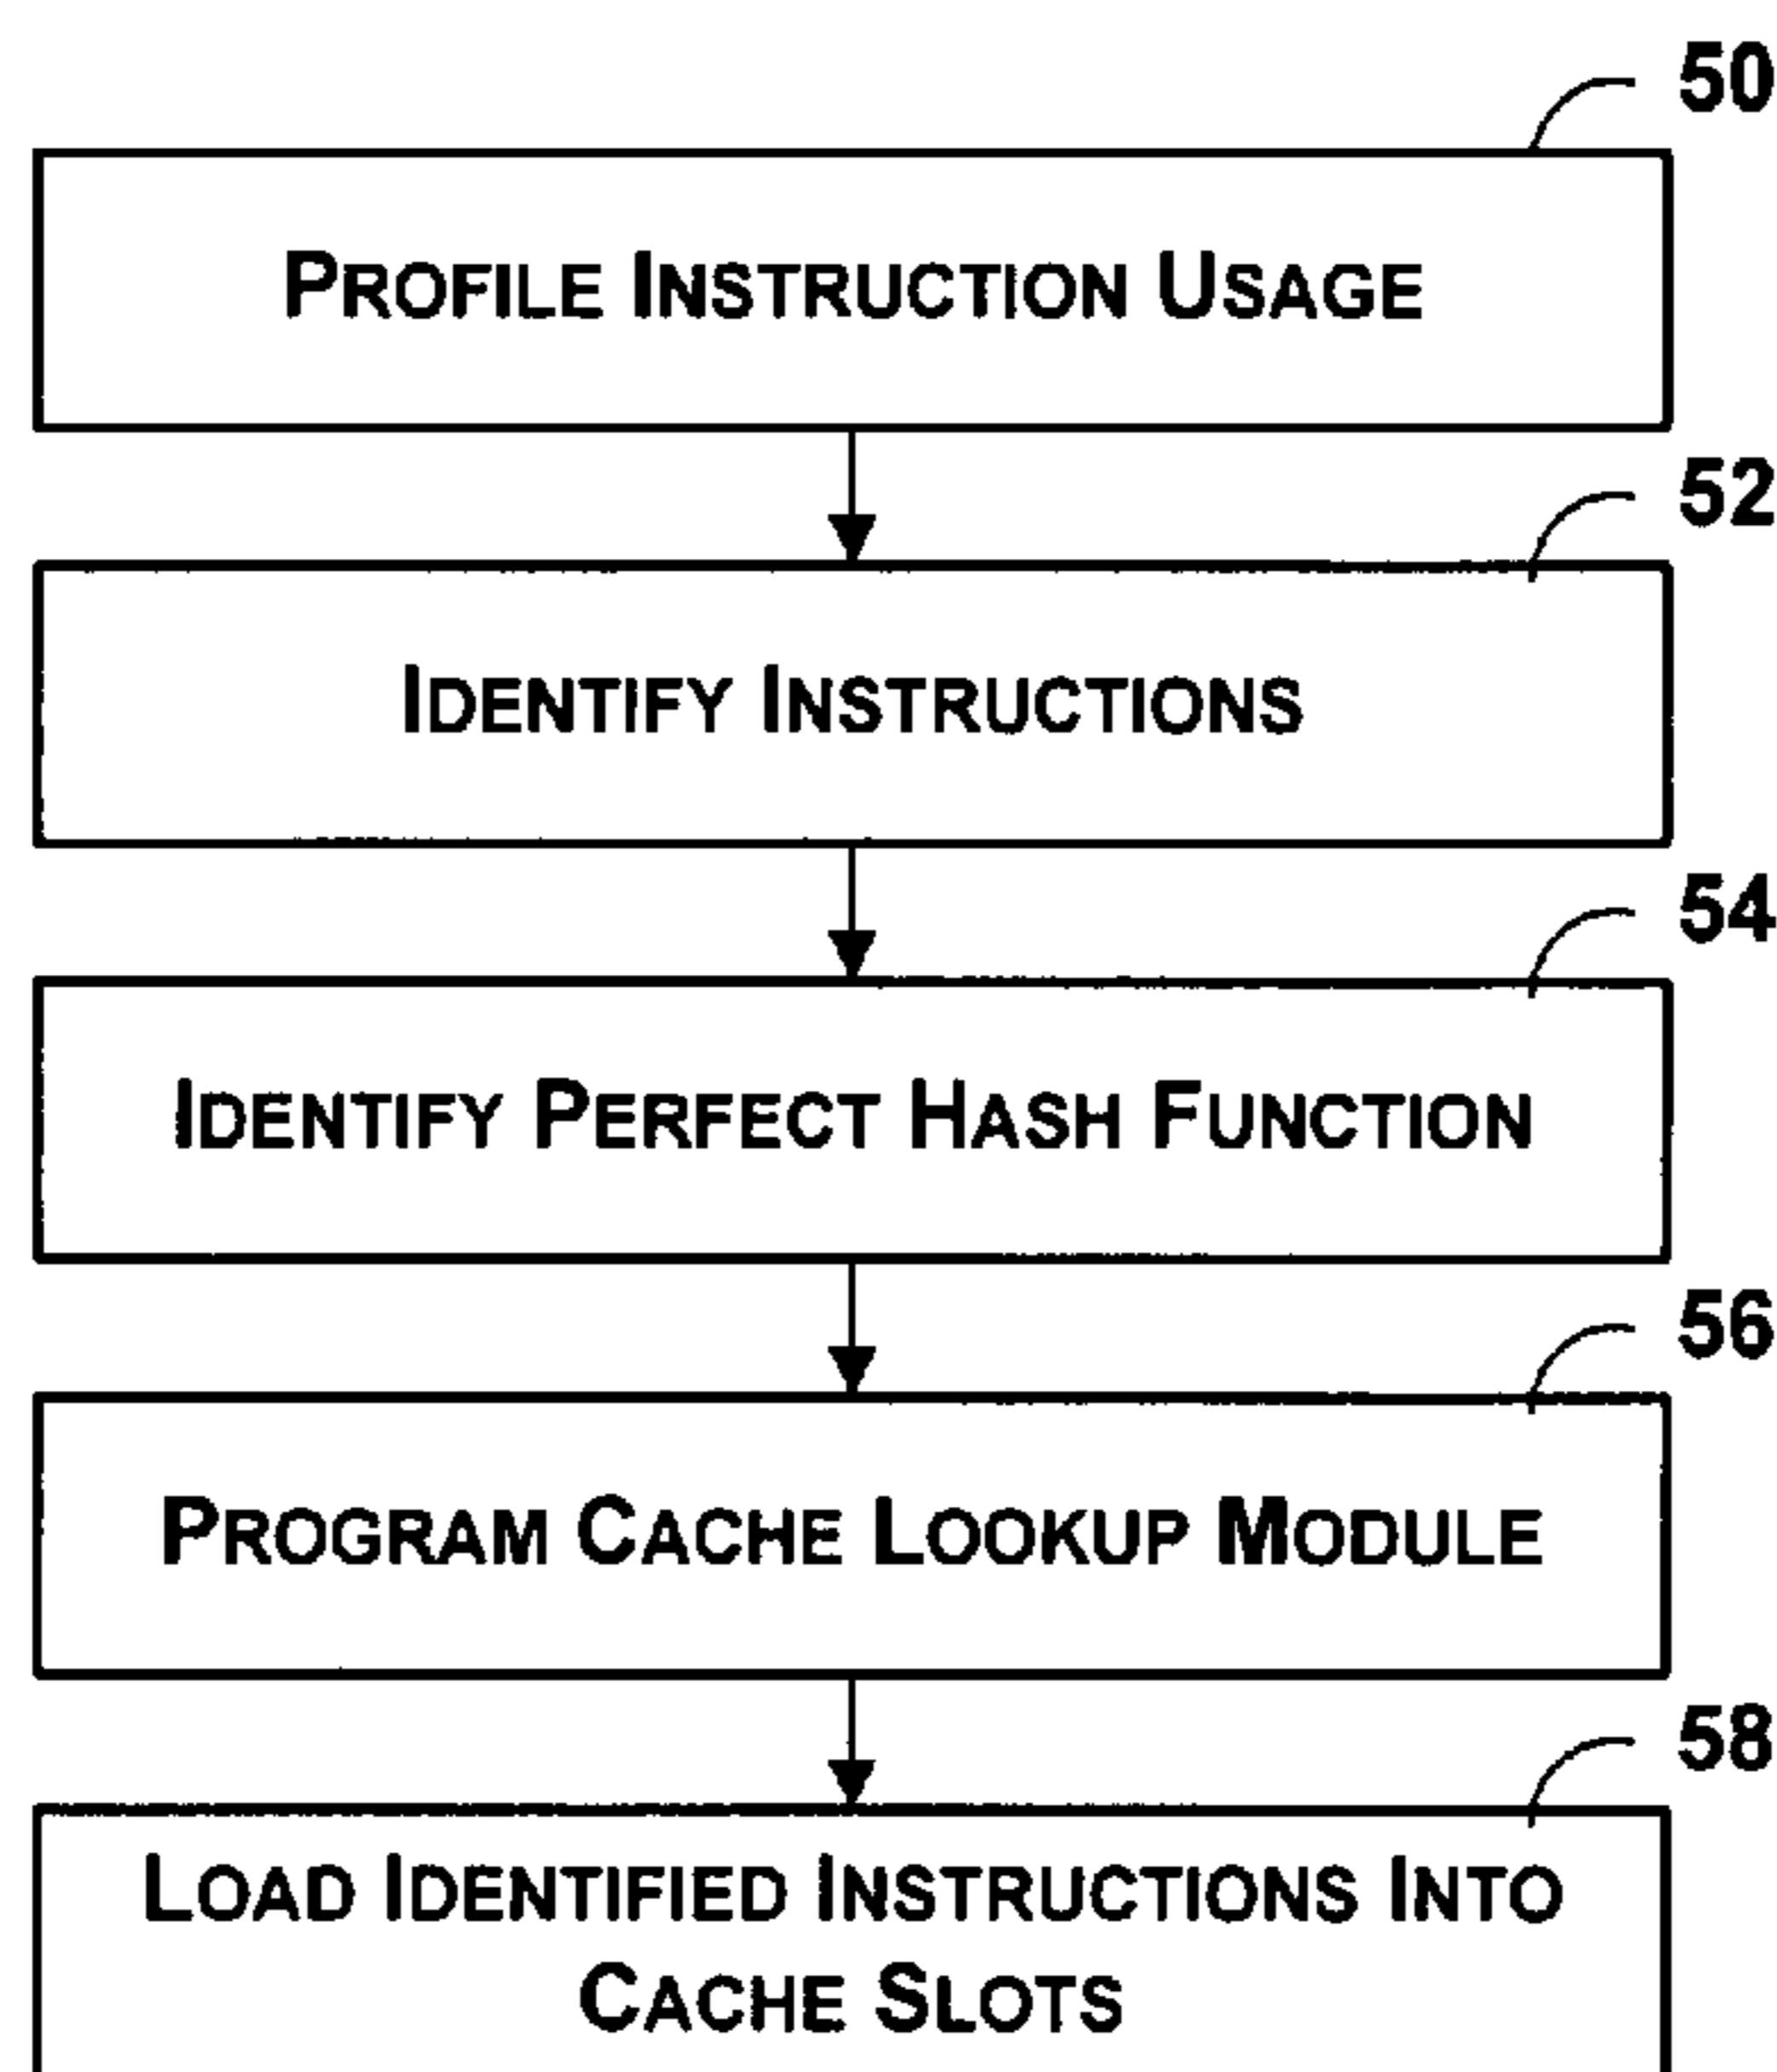 50
PROFILE INSTRUCTION USAGE
52
IDENTIFY INSTRUCTIONS
54
IDENTIFY PERFECT HASH FUNCTION
56
PROGRAM CACHE LOOKUP MODULE
58
LOAD IDENTIFIED INSTRUCTIONS INTO
CACHE SLOTS